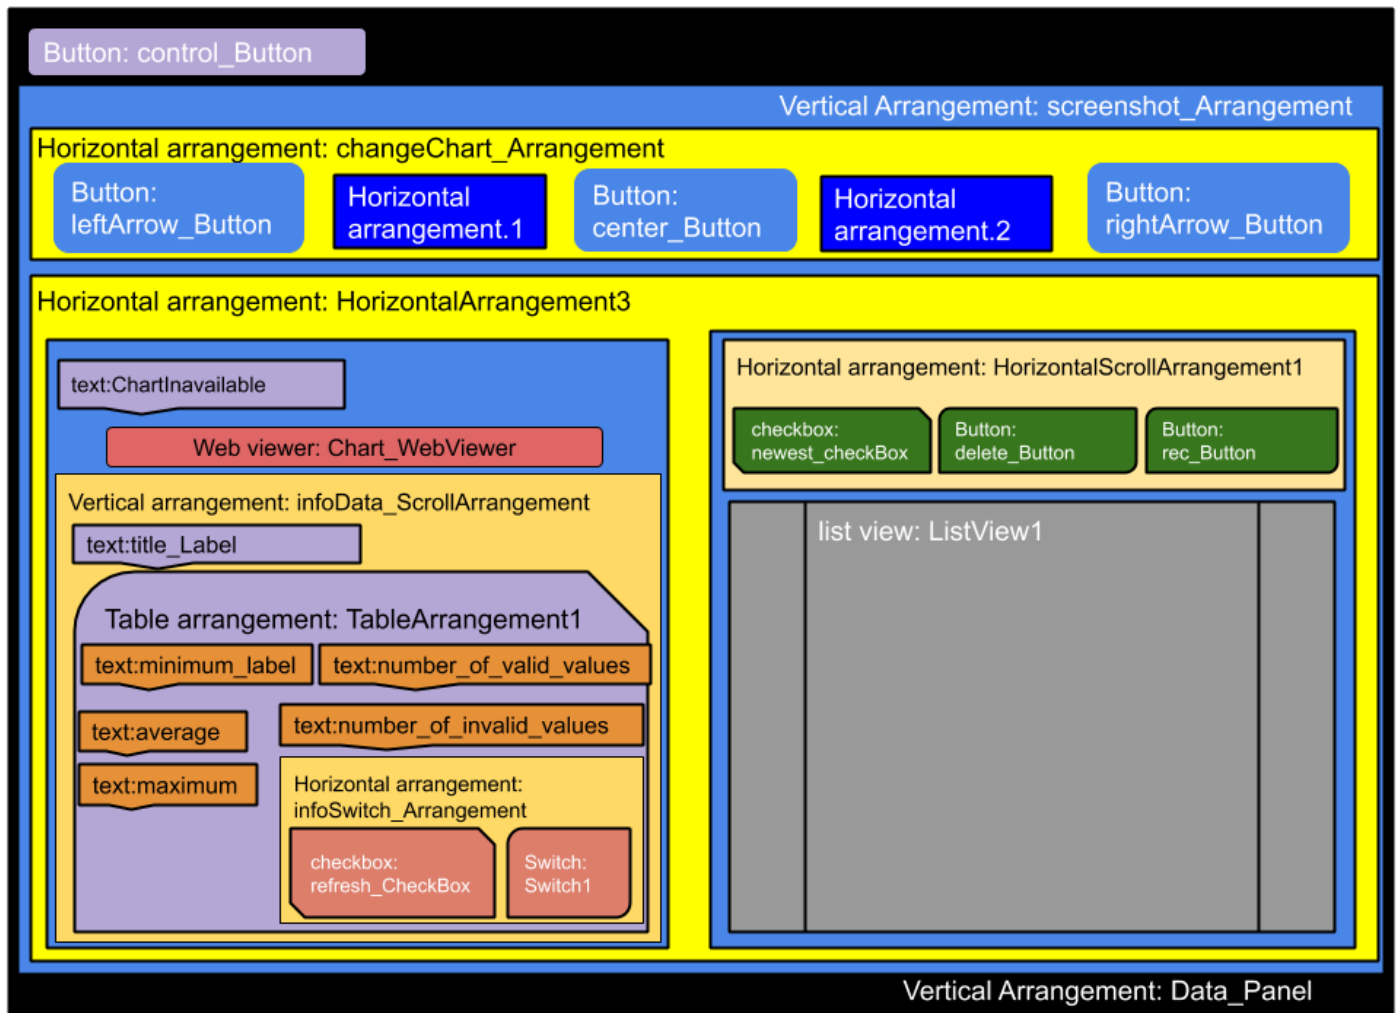 Button: control_Button
Vertical Arrangement: screenshot_Arrangement
Horizontal arrangement: changeChart_Arrangement
Button:
leftArrow_Button
Horizontal
arrangement.1
Button:
center_Button
Horizontal
arrangement.2
Button:
rightArrow_Button
Horizontal arrangement: HorizontalArrangement3
text:ChartInavailable
Web viewer: Chart_WebViewer
Vertical arrangement: infoData_ScrollArrangement
text:title_Label
Table arrangement: TableArrangement1
text:minimum_label
text:number_of_valid_values
text:average
text:number_of_invalid_values
text:maximum
Horizontal arrangement:
infoSwitch_Arrangement
checkbox:
refresh_CheckBox
Switch:
Switch1
Horizontal arrangement: HorizontalScrollArrangement1
checkbox:
newest_checkBox
Button:
delete_Button
Button:
rec_Button
list view: ListView1
Vertical Arrangement: Data_Panel